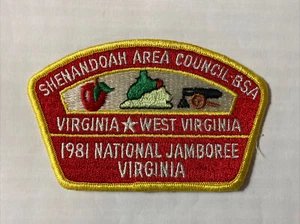 SHENANDOAH AREA COUNCIL-BSA
VIRGINIA ★ WEST VIRGINIA
1981 NATIONAL JAMBOREE
VIRGINIA